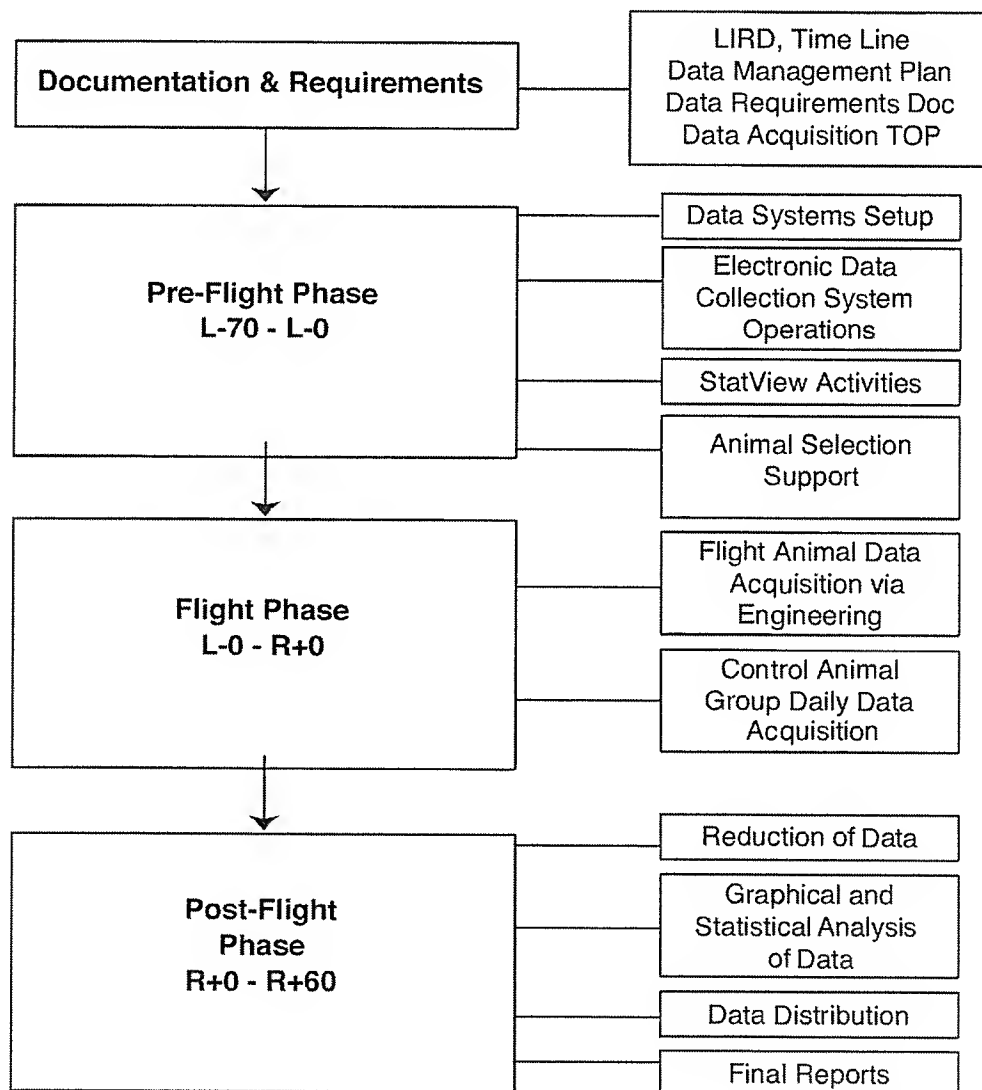 Documentation & Requirements
LIRD, Time Line
Data Management Plan
Data Requirements Doc
Data Acquisition TOP
Pre-Flight Phase
L-70 - L-0
Data Systems Setup
Electronic Data
Collection System
Operations
StatView Activities
Animal Selection
Support
Flight Phase
L-0 - R+0
Flight Animal Data
Acquisition via
Engineering
Control Animal
Group Daily Data
Acquisition
Post-Flight
Phase
R+0 - R+60
Reduction of Data
Graphical and
Statistical Analysis
of Data
Data Distribution
Final Reports